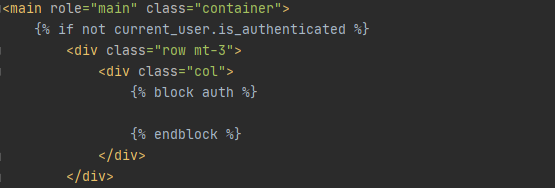 <main role="main" class="container">
    {% if not current_user.is_authenticated %}
        <div class="row mt-3">
            <div class="col">
                {% block auth %}

                {% endblock %}
            </div>
        </div>